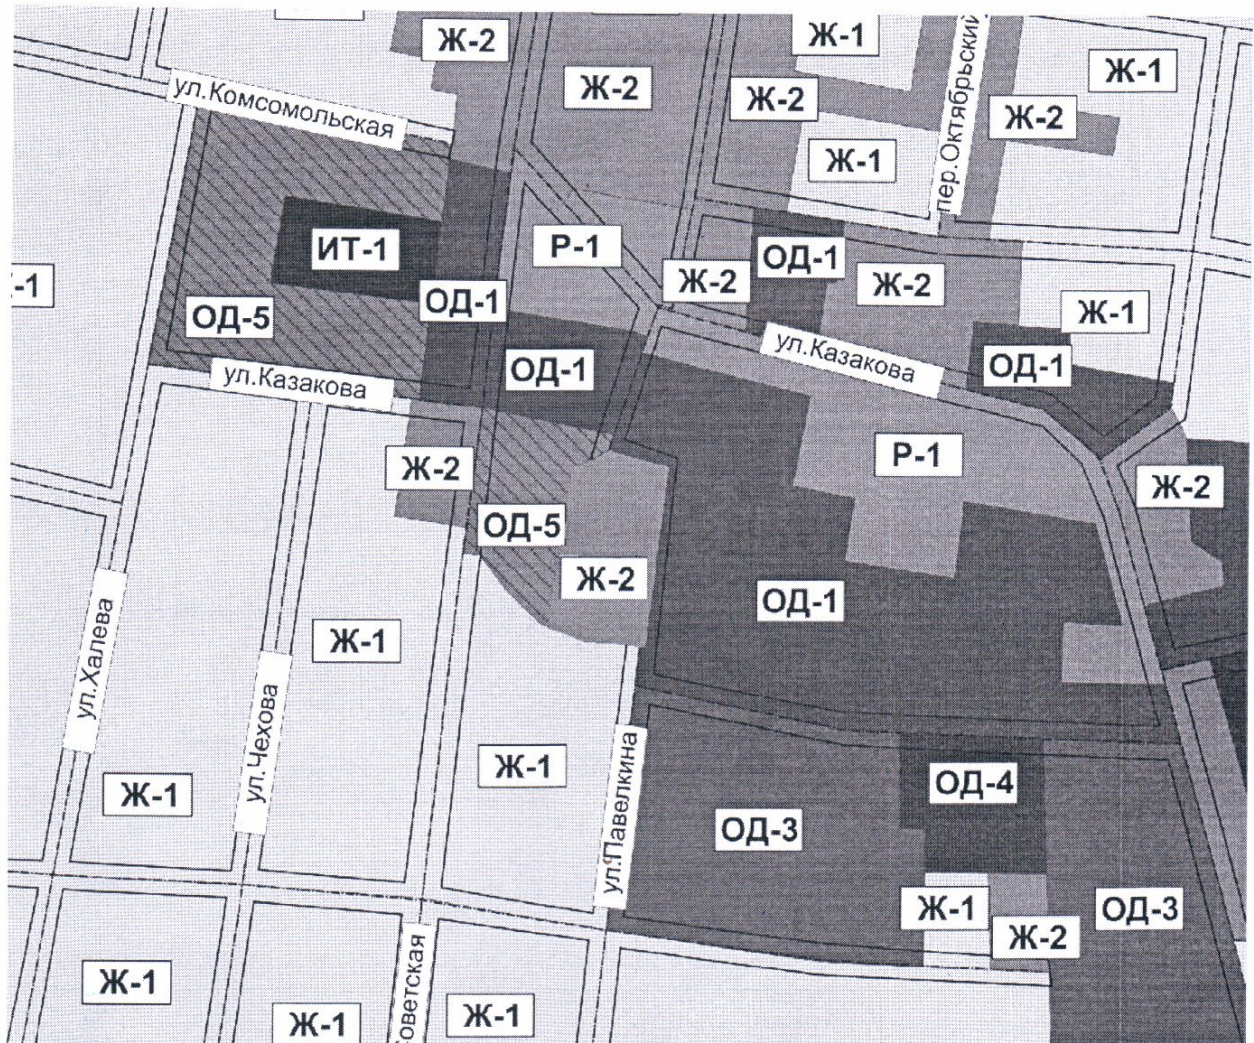 Ж-2
Ж-1
Ж-1
Ж-2
Ж-2
Ж-2
ул.Комсомольская
пер.Октябрьский
Ж-1
ИТ-1
Р-1
ОД-1
Ж-2
Ж-2
-1
ОД-1
Ж-1
ОД-5
ул.Казакова
ОД-1
ОД-1
ул.Казакова
Ж-2
Р-1
Ж-2
ОД-5
Ж-2
ОД-1
Ж-1
ул.Халева
ул.Чехова
Ж-1
Ж-1
ул.Павелкина
ОД-4
ОД-3
Ж-1
ОД-3
Ж-2
Ж-1
Ж-1
Ж-1
оветская